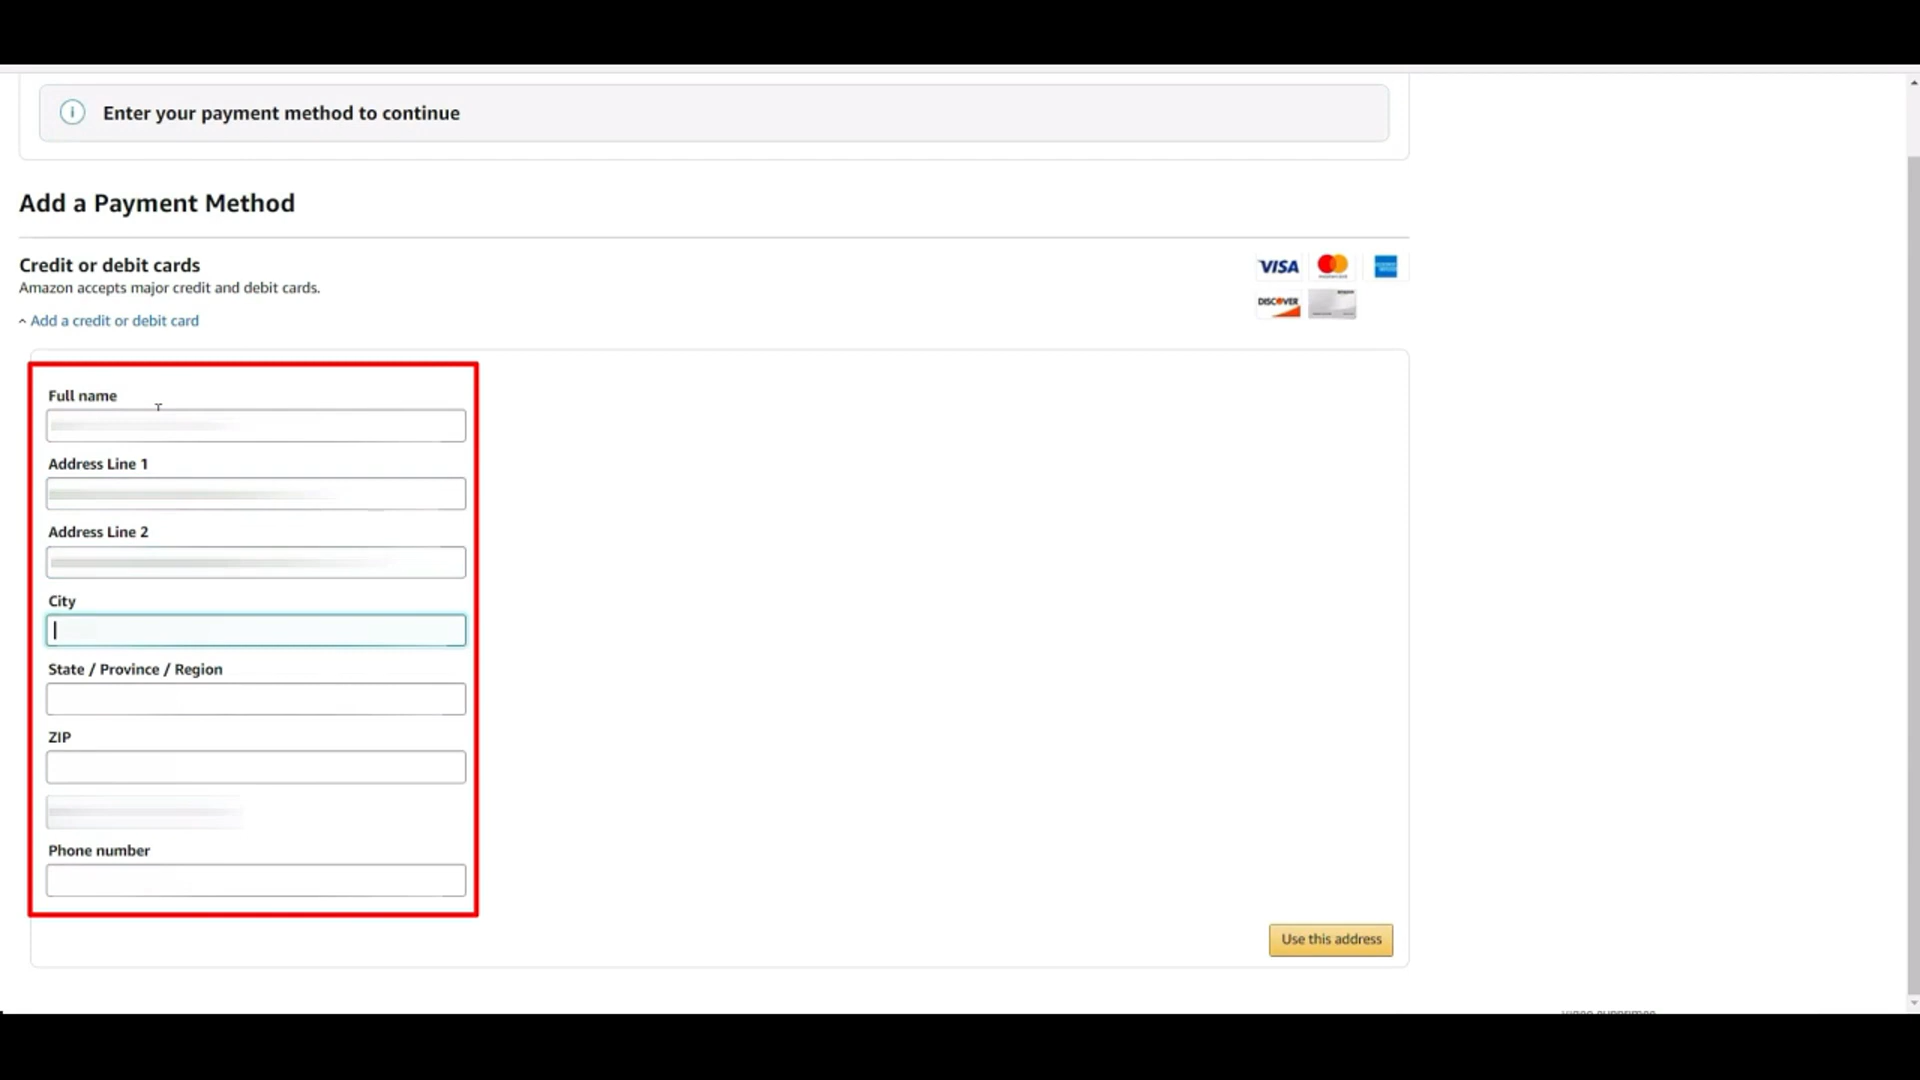 Enter your payment method to continue
Add a Payment Method
Credit or debit cards
Amazon accepts major credit and debit cards.
Add a credit or debit card
VISA
DISCOVER
Full name
Address Line 1
Address Line 2
City
State / Province / Region
ZIP
Phone number
Use this address